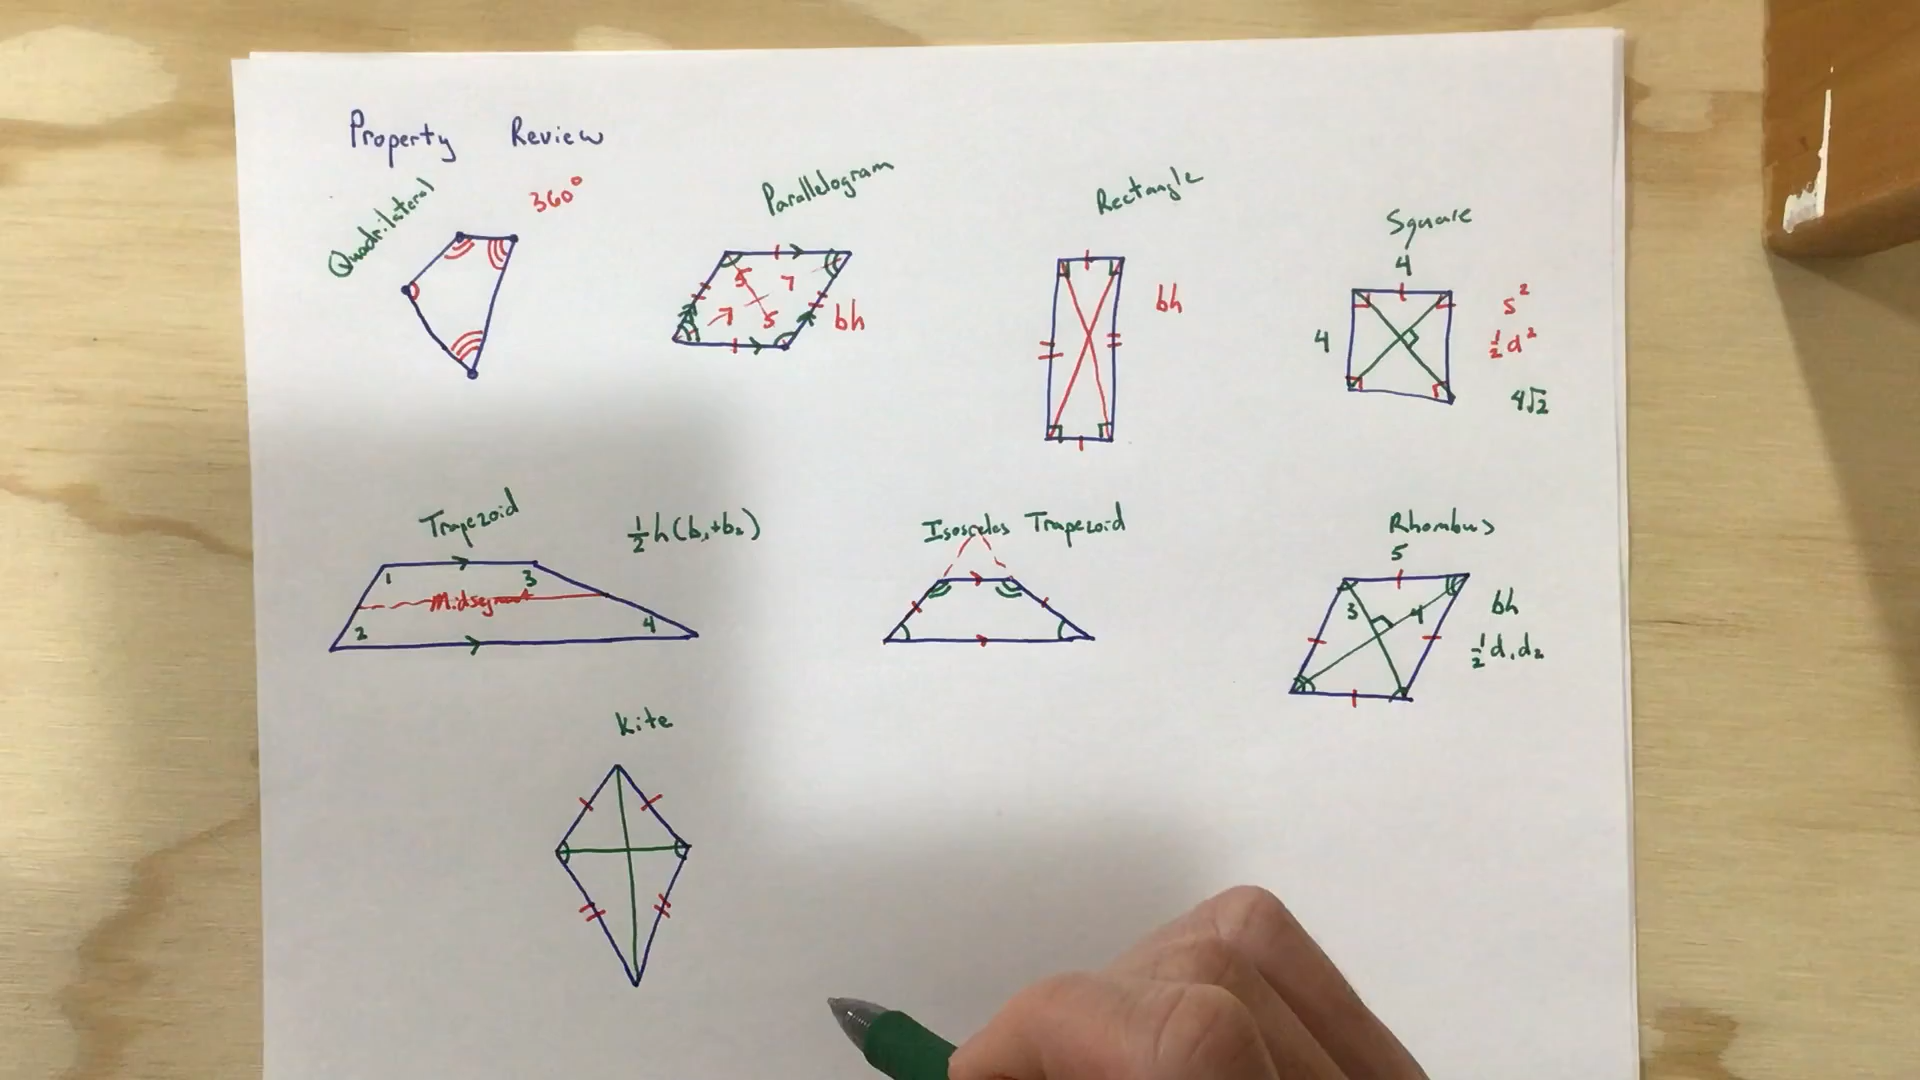 Property Review
Quadrilateral
360°
Parallelogram
5 7
7 5
bh
Rectangle
bh
Square
4
4
s²
½d²
4√2
Trapezoid
½h(b₁+b₂)
1 3
Midsegment
2 4
Isosceles Trapezoid
Rhombus
5
3 4
bh
½d₁d₂
Kite